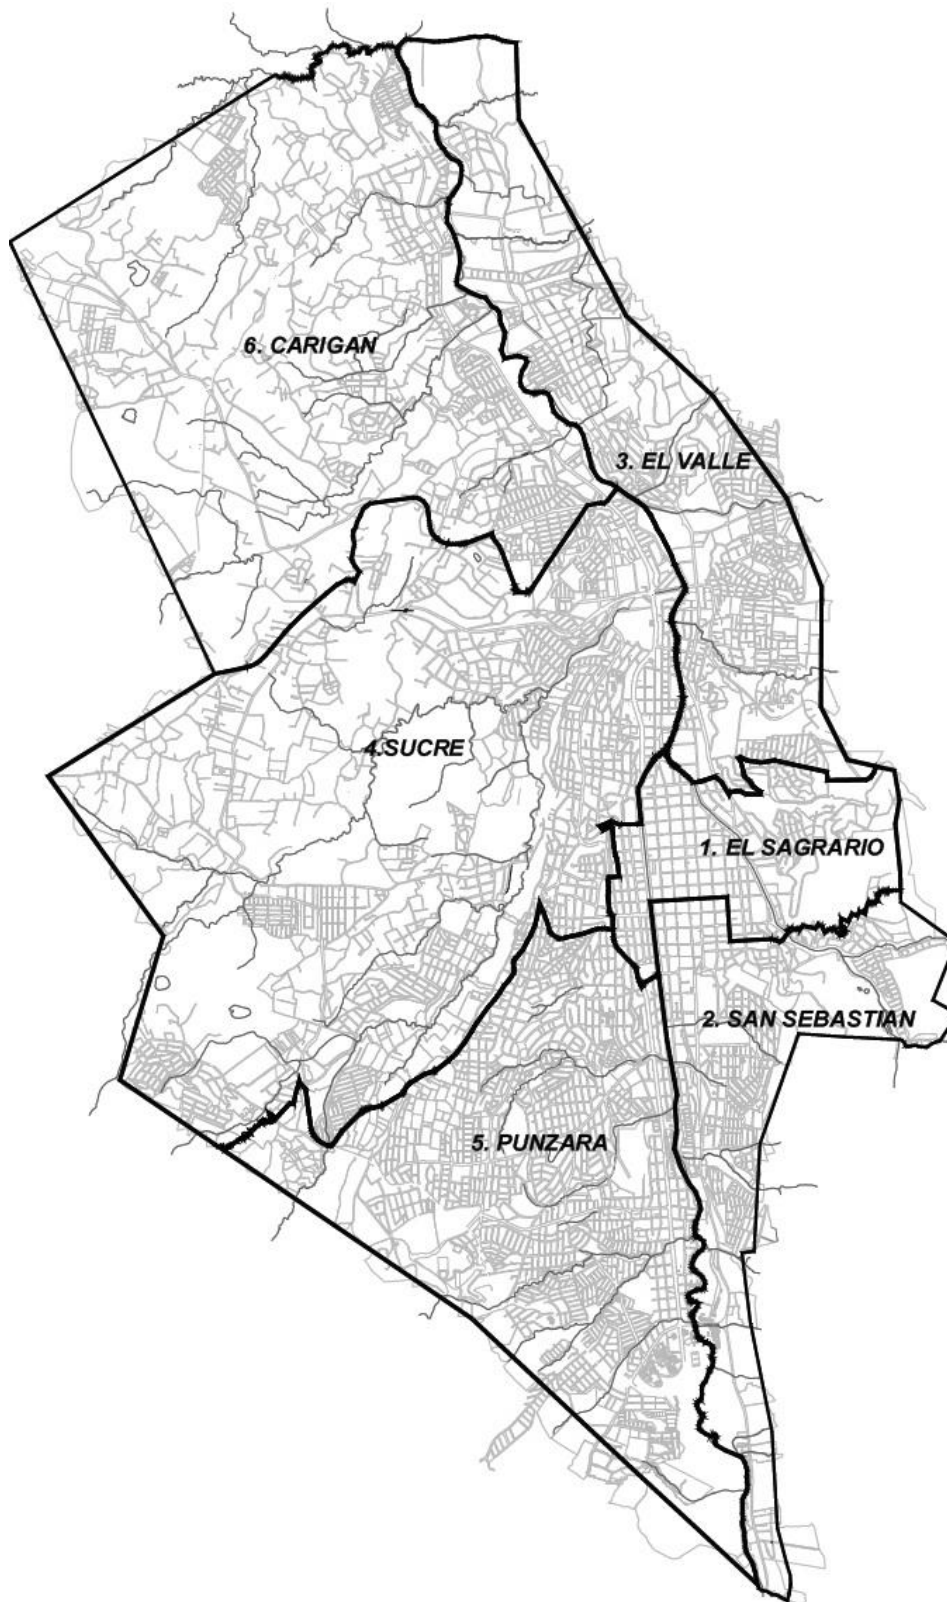 6. CARIGAN
3. EL VALLE
4.SUCRE
1. EL SAGRARIO
2. SAN SEBASTIAN
5. PUNZARA